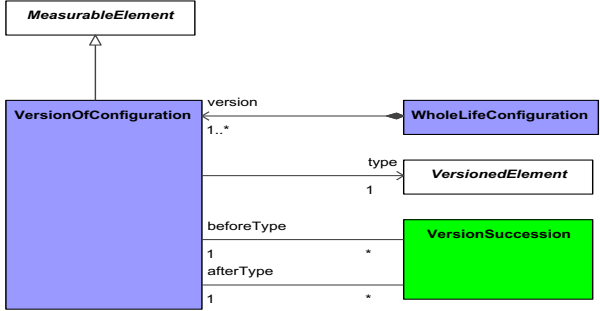 MeasurableElement
VersionOfConfiguration
version
1..*
WholeLifeConfiguration
type
1
VersionedElement
beforeType
1
*
VersionSuccession
afterType
1
*